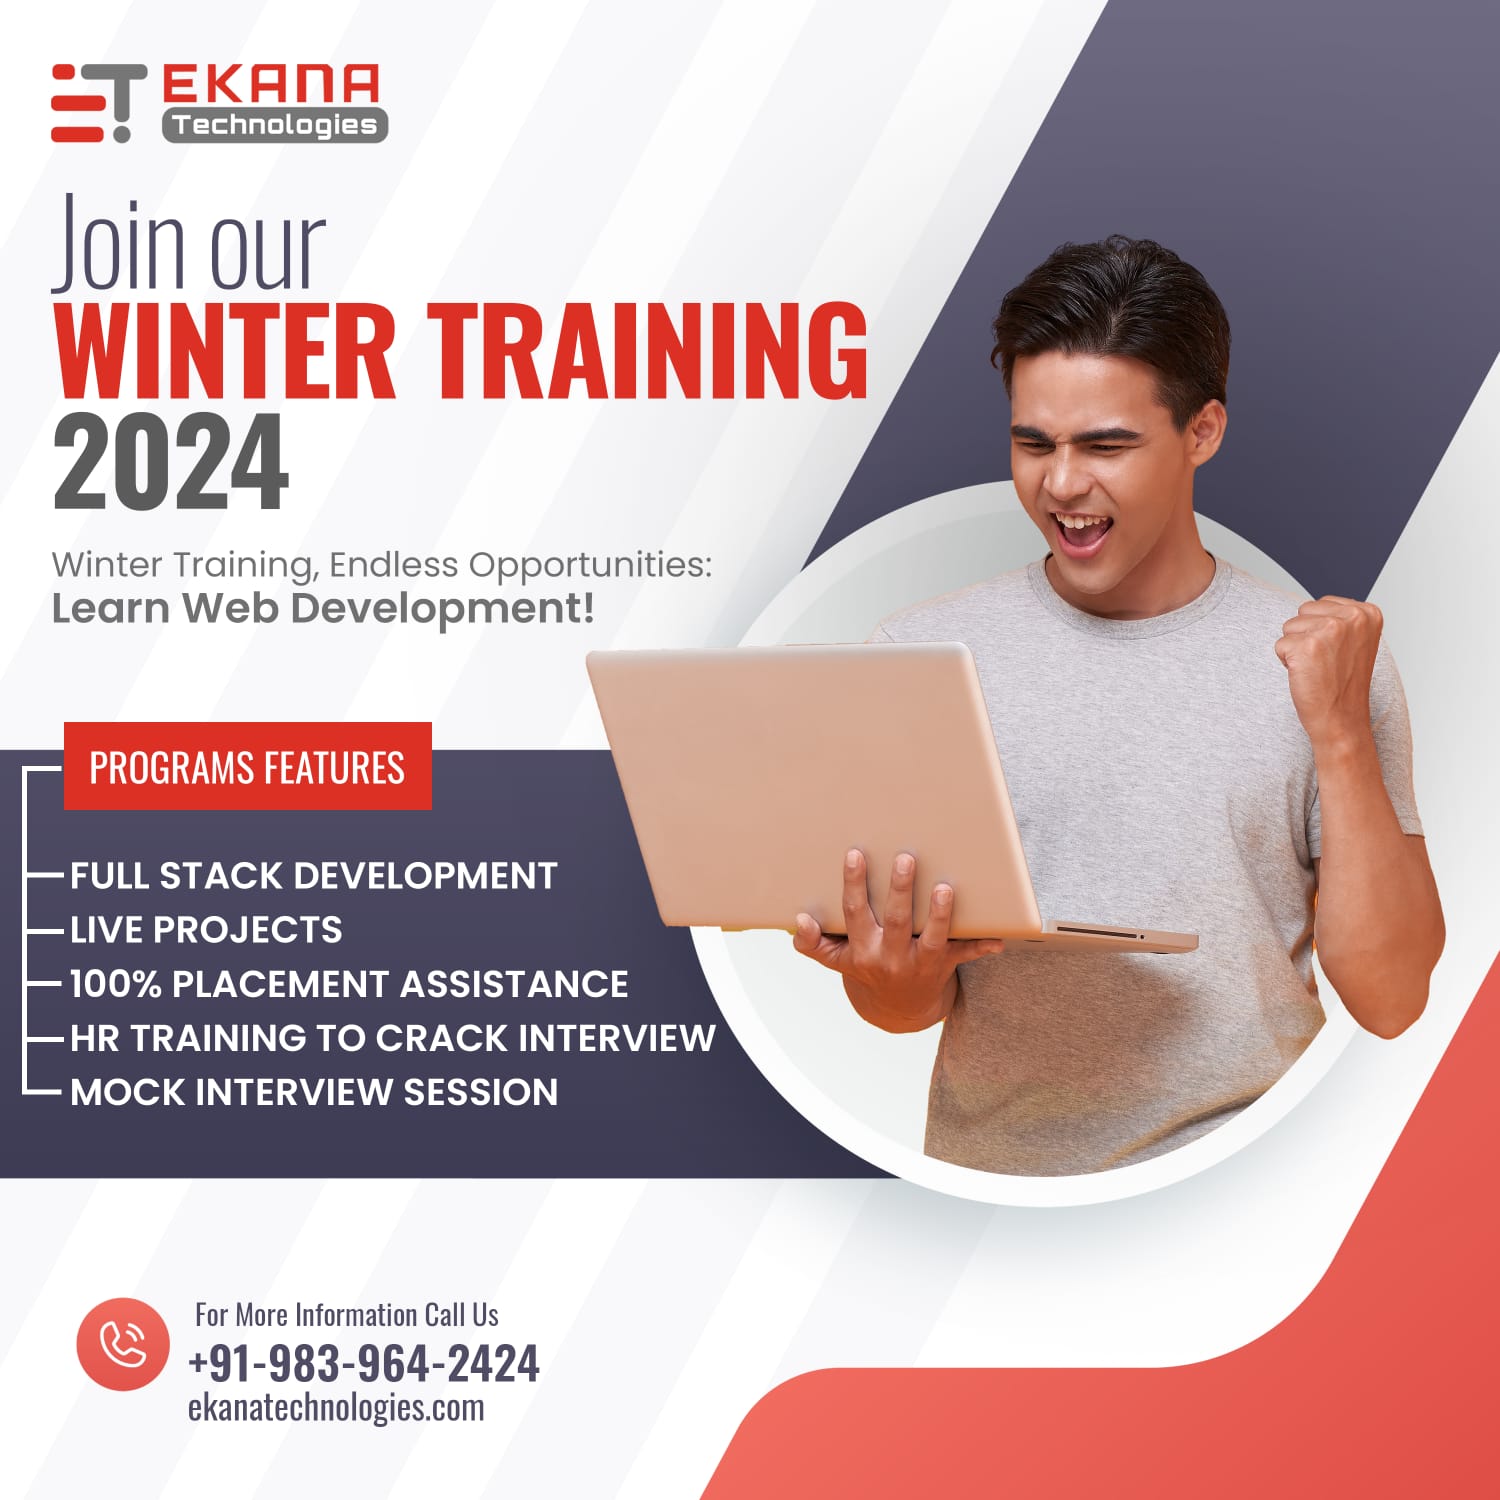 EKANA
Technologies
Join our
WINTER TRAINING
2024
Winter Training, Endless Opportunities:
Learn Web Development!
PROGRAMS FEATURES
FULL STACK DEVELOPMENT
LIVE PROJECTS
100% PLACEMENT ASSISTANCE
HR TRAINING TO CRACK INTERVIEW
MOCK INTERVIEW SESSION
For More Information Call Us
+91-983-964-2424
ekanatechnologies.com